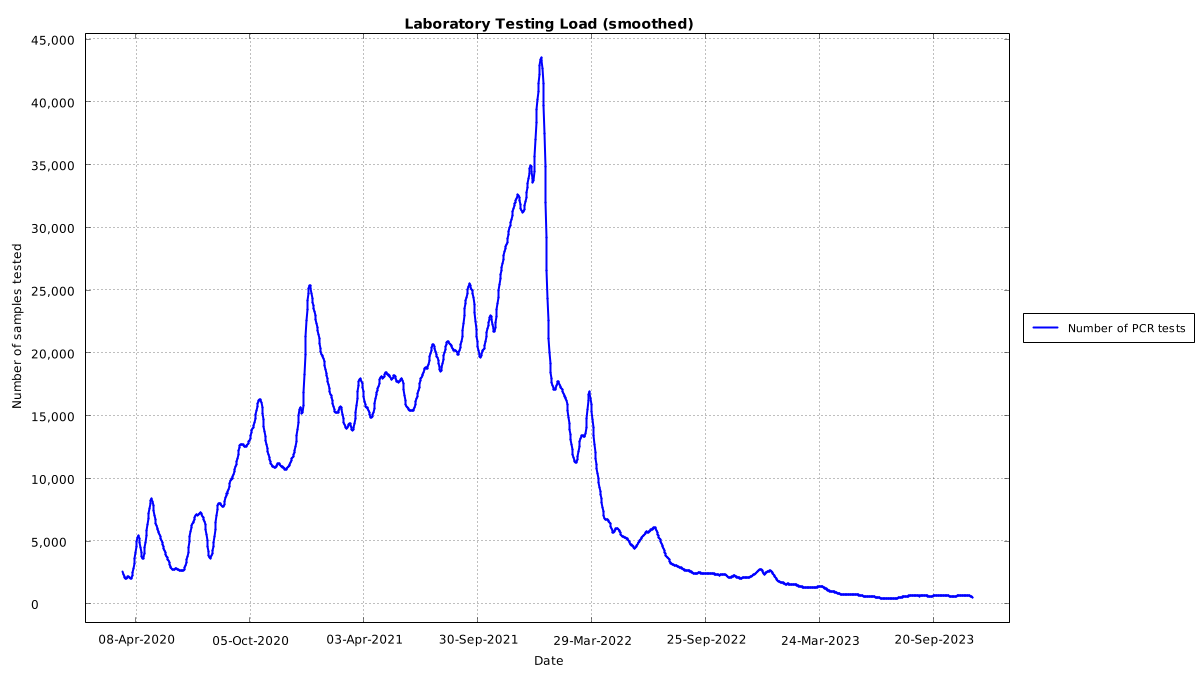 Laboratory Testing Load (smoothed)
45,000
40,000
35,000
30,000
25,000
20,000
15,000
10,000
5,000
0
Number of samples tested
08-Apr-2020
05-Oct-2020
03-Apr-2021
30-Sep-2021
29-Mar-2022
25-Sep-2022
24-Mar-2023
20-Sep-2023
Date
Number of PCR tests